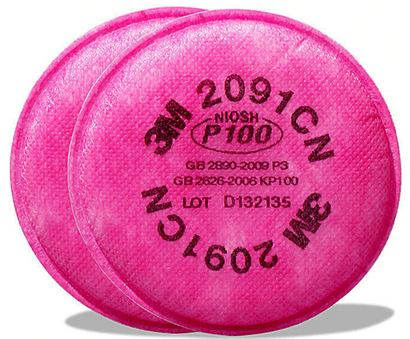 3M 2091CN
NIOSH
P100
GB 2890-2009 P3
GB 2626-2006 KP100
LOT D132135
3M 2091CN